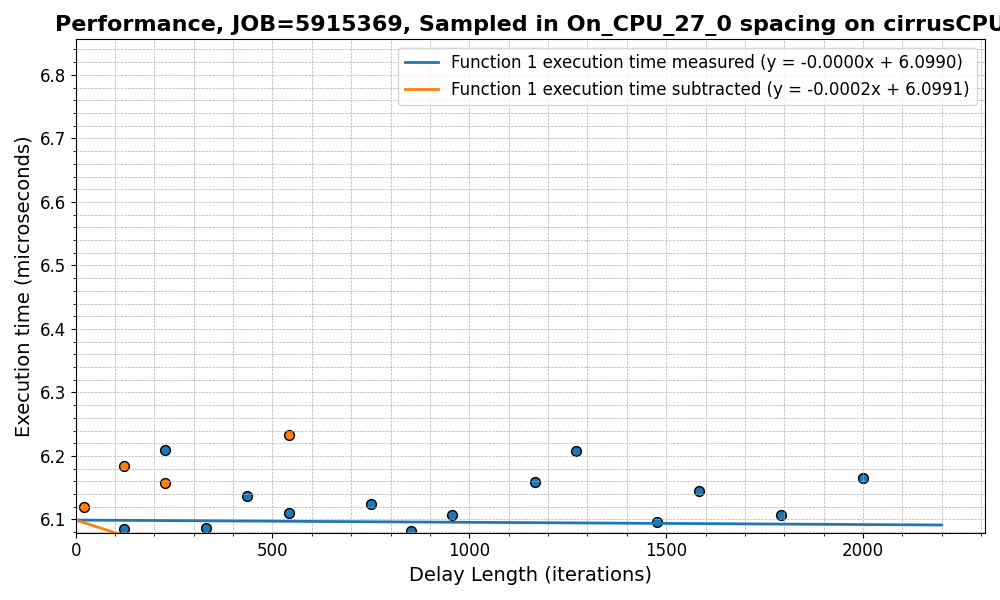 Performance, JOB=5915369, Sampled in On_CPU_27_0 spacing on cirrusCPU
Function 1 execution time measured (y = -0.0000x + 6.0990)
Function 1 execution time subtracted (y = -0.0002x + 6.0991)
Execution time (microseconds)
6.8
6.7
6.6
6.5
6.4
6.3
6.2
6.1
0 500 1000 1500 2000
Delay Length (iterations)